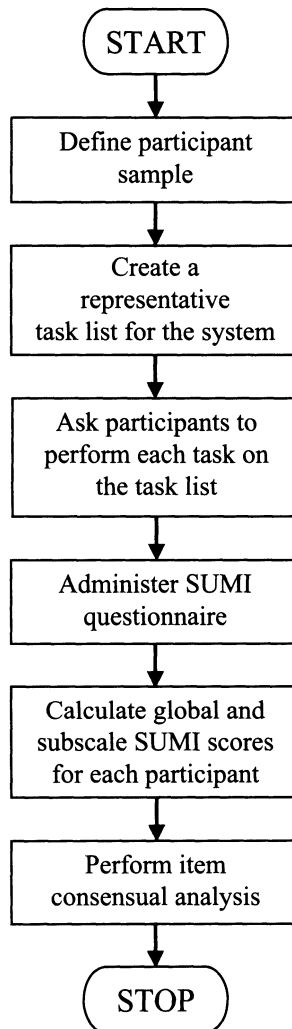 START
Define participant
sample
Create a
representative
task list for the system
Ask participants to
perform each task on
the task list
Administer SUMI
questionnaire
Calculate global and
subscale SUMI scores
for each participant
Perform item
consensual analysis
STOP